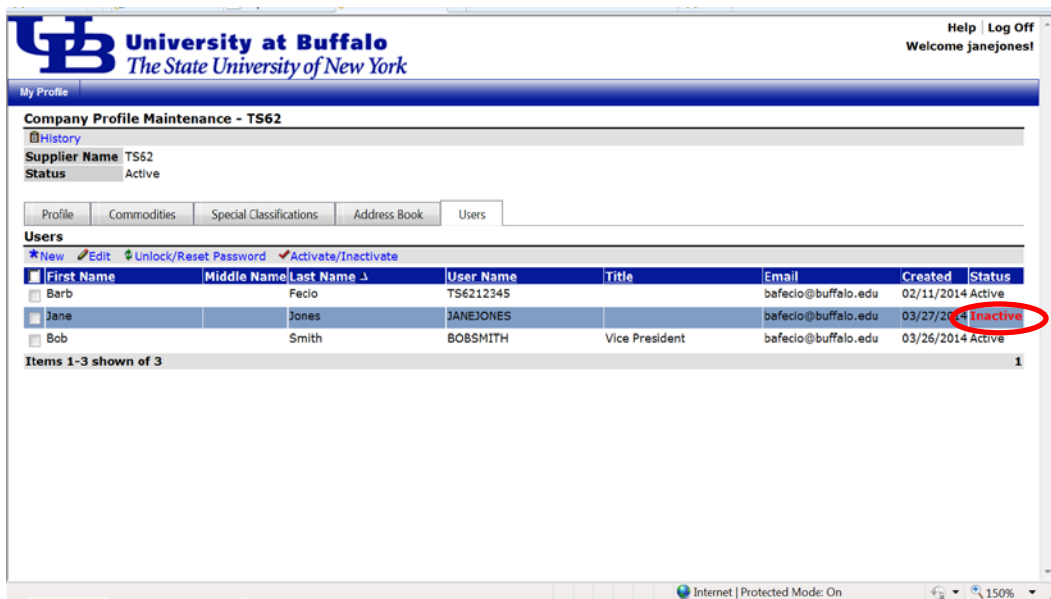 Help | Log Off
UB University at Buffalo
Welcome janejones!
The State University of New York
My Profile
Company Profile Maintenance - TS62
History
Supplier Name TS62
Status Active
Profile Commodities Special Classifications Address Book Users
Users
New Edit Unlock/Reset Password Activate/Inactivate
First Name Middle Name Last Name User Name Title Email Created Status
Barb Fecio TS6212345 bafecio@buffalo.edu 02/11/2014 Active
Jane Jones JANEJONES bafecio@buffalo.edu 03/27/2014 Inactive
Bob Smith BOBSMITH Vice President bafecio@buffalo.edu 03/26/2014 Active
Items 1-3 shown of 3 1
Internet | Protected Mode: On 150%